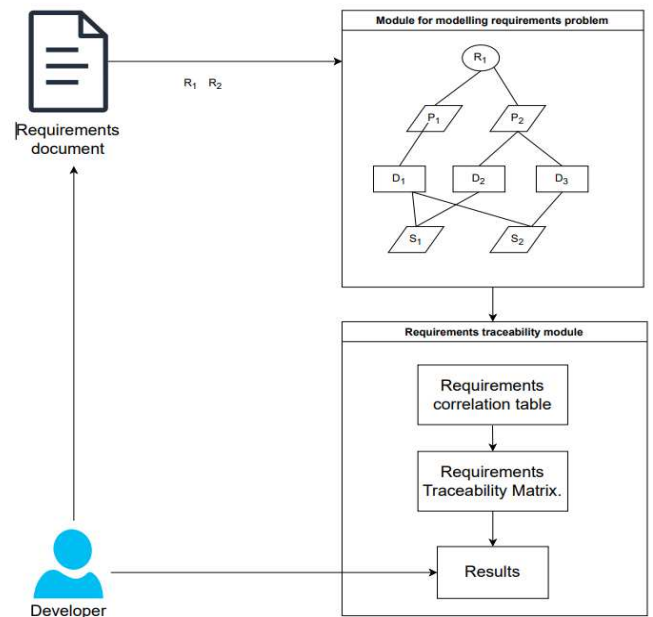 Module for modelling requirements problem
R1
R1 R2
P1 P2
Requirements
document
D1 D2 D3
S1 S2
Requirements traceability module
Requirements
correlation table
Requirements
Traceability Matrix.
Results
Developer